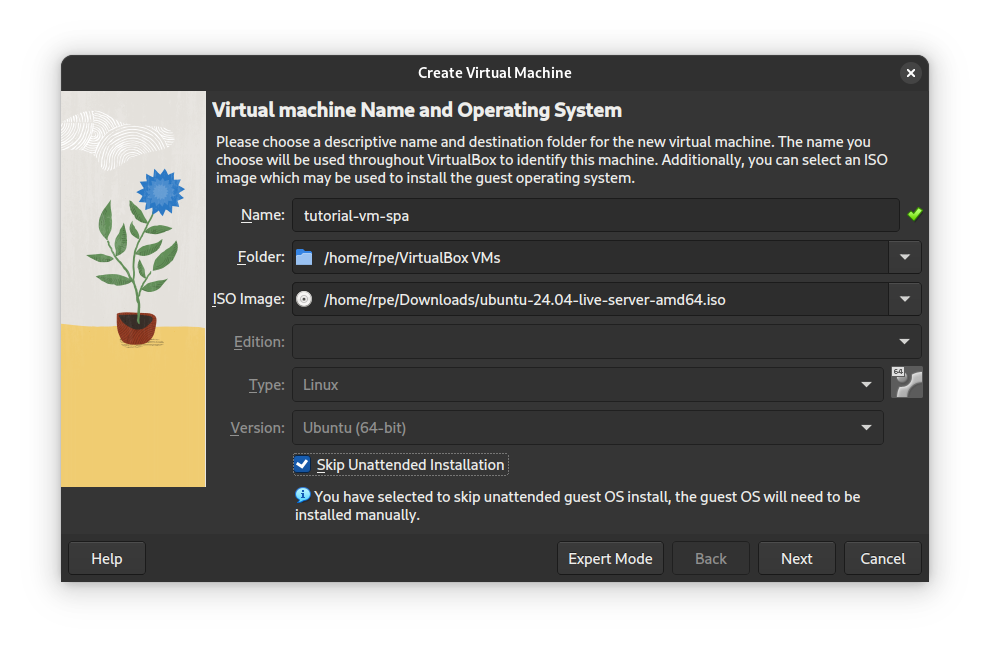 Create Virtual Machine
Virtual machine Name and Operating System
Please choose a descriptive name and destination folder for the new virtual machine. The name you
choose will be used throughout VirtualBox to identify this machine. Additionally, you can select an ISO
image which may be used to install the guest operating system.
Name: tutorial-vm-spa
Folder: /home/rpe/VirtualBox VMs
ISO Image: /home/rpe/Downloads/ubuntu-24.04-live-server-amd64.iso
Edition:
Type: Linux 64
Version: Ubuntu (64-bit)
Skip Unattended Installation
You have selected to skip unattended guest OS install, the guest OS will need to be
installed manually.
Help Expert Mode Back Next Cancel